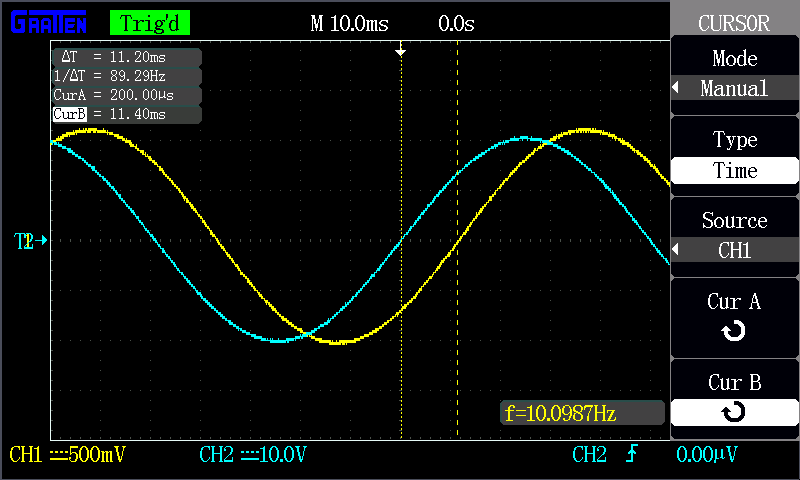 GRATTEN Trig'd M 10.0ms 0.0s CURSOR
ΔT = 11.20ms
1/ΔT = 89.29Hz
CurA = 200.00μs
CurB = 11.40ms
Mode
Manual
Type
Time
Source
CH1
Cur A
Cur B
f=10.0987Hz
CH1 500mV CH2 10.0V CH2 0.00μV